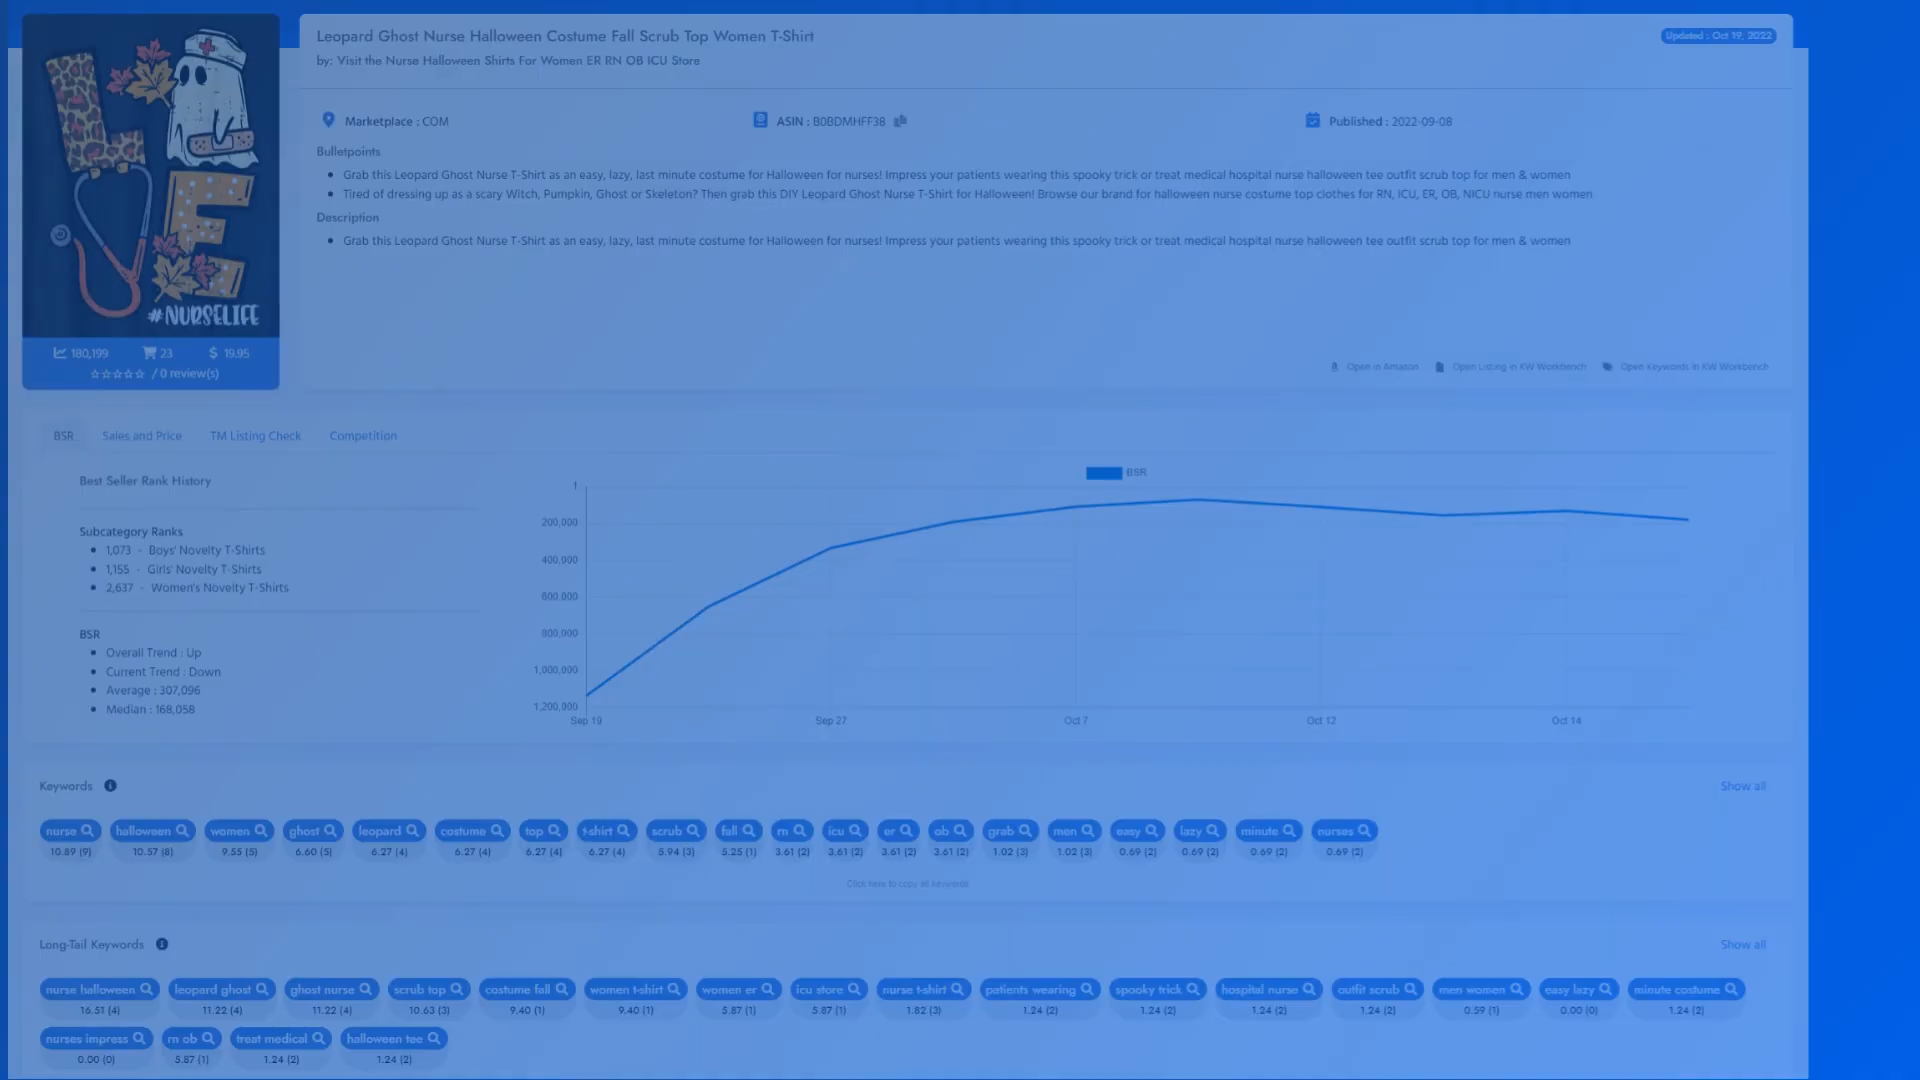 Leopard Ghost Nurse Halloween Costume Fall Scrub Top Women T-Shirt
Updated : Oct 19, 2022
by: Visit the Nurse Halloween Shirts For Women ER RN OB ICU Store
Marketplace : COM
ASIN : B0BDMHFF38
Published : 2022-09-08
Bulletpoints
Grab this Leopard Ghost Nurse T-Shirt as an easy, lazy, last minute costume for Halloween for nurses! Impress your patients wearing this spooky trick or treat medical hospital nurse halloween tee outfit scrub top for men & women
Tired of dressing up as a scary Witch, Pumpkin, Ghost or Skeleton? Then grab this DIY Leopard Ghost Nurse T-Shirt for Halloween! Browse our brand for halloween nurse costume top clothes for RN, ICU, ER, OB, NICU nurse men women
Description
Grab this Leopard Ghost Nurse T-Shirt as an easy, lazy, last minute costume for Halloween for nurses! Impress your patients wearing this spooky trick or treat medical hospital nurse halloween tee outfit scrub top for men & women
L
VE
#NURSELIFE
180,199 23 $ 19.95
/ 0 review(s)
Open in Amazon Open Listing in KW Workbench Open Keywords in KW Workbench
BSR Sales and Price TM Listing Check Competition
Best Seller Rank History
Subcategory Ranks
1,073 - Boys' Novelty T-Shirts
1,155 - Girls' Novelty T-Shirts
2,637 - Women's Novelty T-Shirts
BSR
Overall Trend : Up
Current Trend : Down
Average : 307,096
Median : 168,058
BSR
1
200,000
400,000
600,000
800,000
1,000,000
1,200,000
Sep 19 Sep 27 Oct 7 Oct 12 Oct 14
Keywords
Show all
nurse halloween women ghost leopard costume top t-shirt scrub fall rn icu er ob grab men easy lazy minute nurses
10.89 (9) 10.57 (8) 9.55 (5) 6.60 (5) 6.27 (4) 6.27 (4) 6.27 (4) 6.27 (4) 5.94 (3) 5.25 (1) 3.61 (2) 3.61 (2) 3.61 (2) 3.61 (2) 1.02 (3) 1.02 (3) 0.69 (2) 0.69 (2) 0.69 (2) 0.69 (2)
Click here to copy all keywords
Long-Tail Keywords
Show all
nurse halloween leopard ghost ghost nurse scrub top costume fall women t-shirt women er icu store nurse t-shirt patients wearing spooky trick hospital nurse outfit scrub men women easy lazy minute costume
16.51 (4) 11.22 (4) 11.22 (4) 10.63 (3) 9.40 (1) 9.40 (1) 5.87 (1) 5.87 (1) 1.82 (3) 1.24 (2) 1.24 (2) 1.24 (2) 1.24 (2) 0.59 (1) 0.00 (0) 1.24 (2)
nurses impress rn ob treat medical halloween tee
0.00 (0) 5.87 (1) 1.24 (2) 1.24 (2)